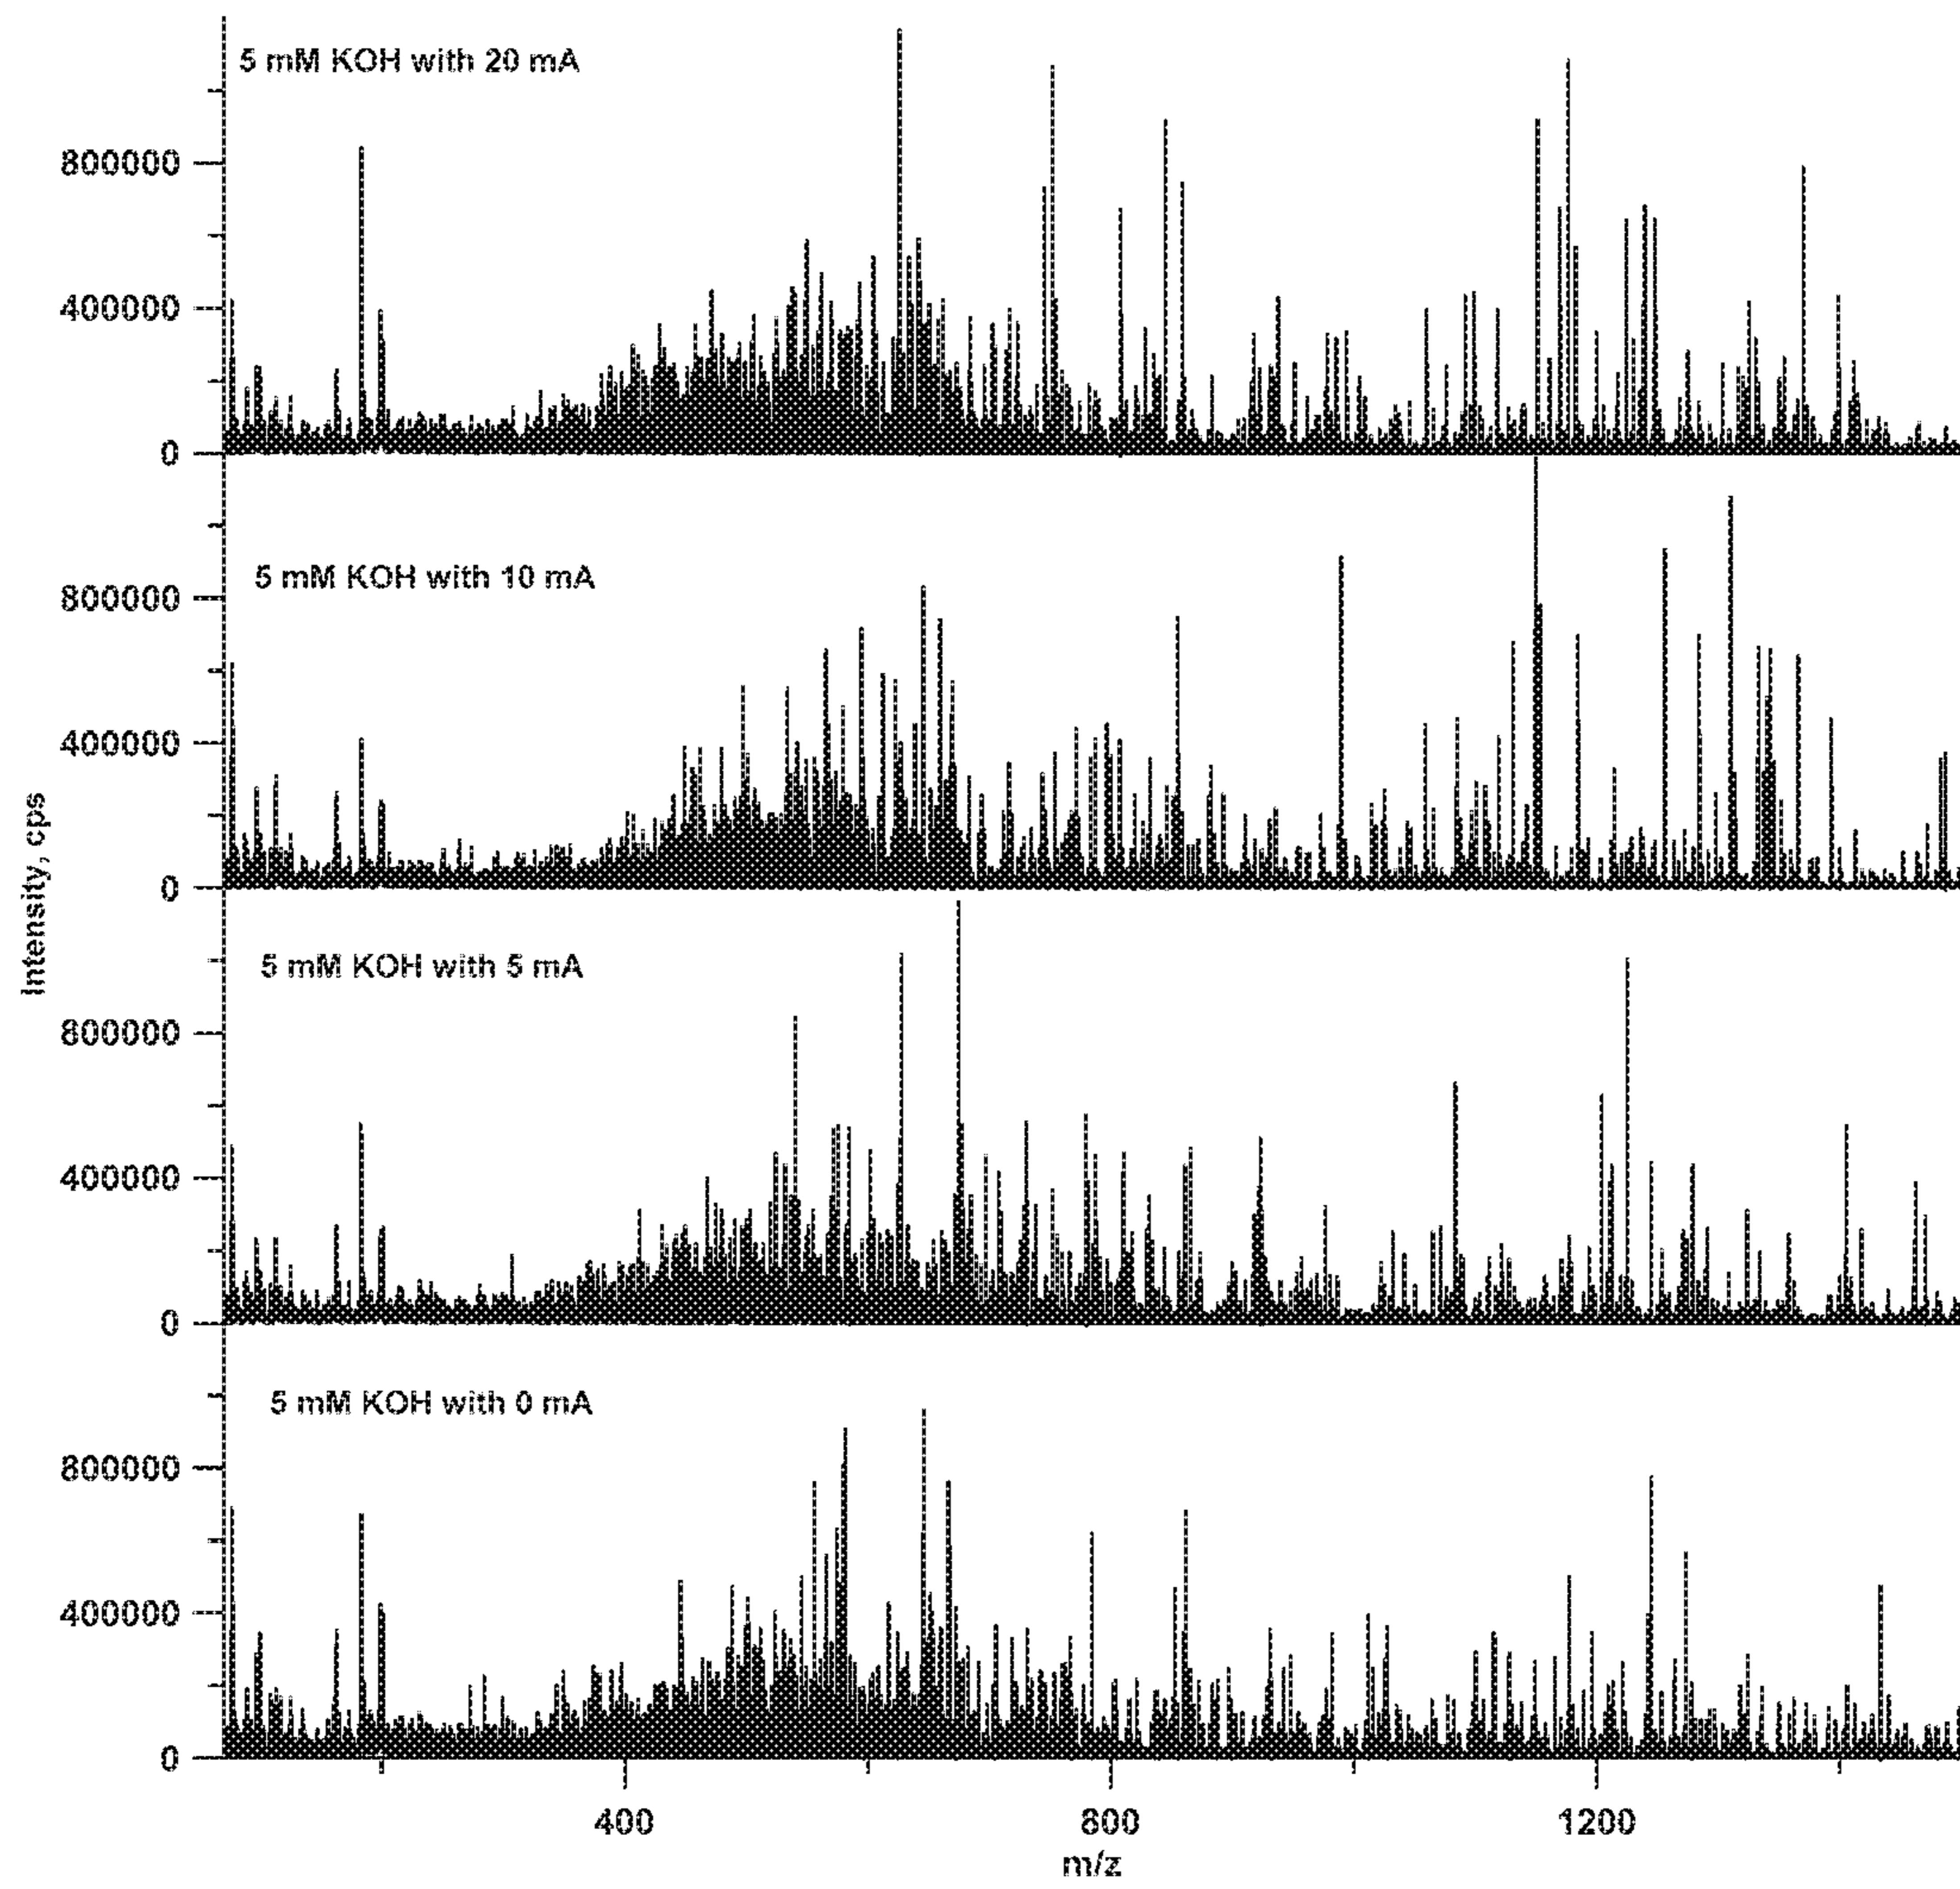 5 mM KOH with 20 mA
800000
400000
0
5 mM KOH with 10 mA
800000
400000
0
Intensity, cps
5 mM KOH with 5 mA
800000
400000
0
5 mM KOH with 0 mA
800000
400000
0
400 800 1200
m/z